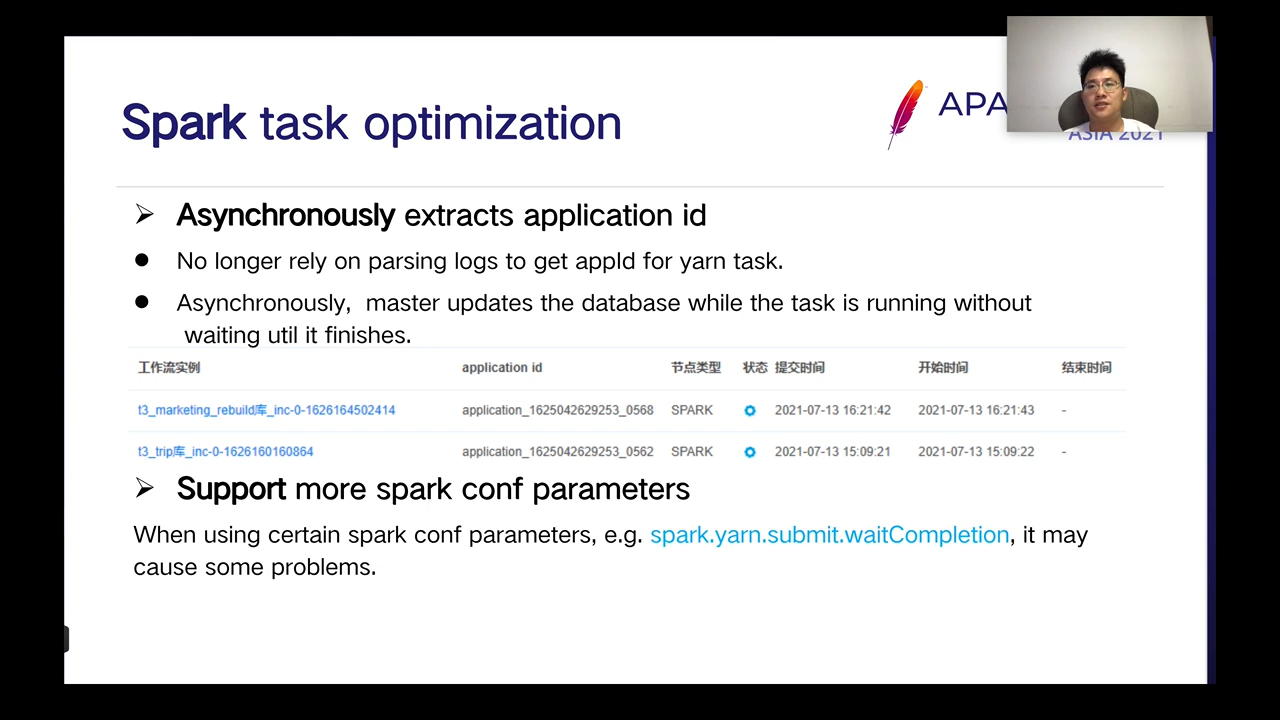 Spark task optimization
APA
ASIA 2021
Asynchronously extracts application id
No longer rely on parsing logs to get appId for yarn task.
Asynchronously, master updates the database while the task is running without
waiting util it finishes.
工作流实例 application id 节点类型 状态 提交时间 开始时间 结束时间
t3_marketing_rebuild库_inc-0-1626164502414 application_1625042629253_0568 SPARK 2021-07-13 16:21:42 2021-07-13 16:21:43 -
t3_trip库_inc-0-1626160160864 application_1625042629253_0562 SPARK 2021-07-13 15:09:21 2021-07-13 15:09:22 -
Support more spark conf parameters
When using certain spark conf parameters, e.g. spark.yarn.submit.waitCompletion, it may
cause some problems.